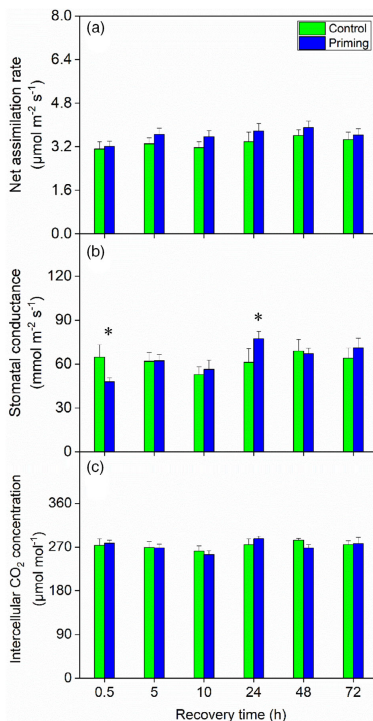 (a)
Control
Priming
Net assimilation rate
(μmol m⁻² s⁻¹)
8.0
6.4
4.8
3.2
1.6
0.0
(b)
Stomatal conductance
(mmol m⁻² s⁻¹)
120
90
60
30
0
*
*
(c)
Intercellular CO₂ concentration
(μmol mol⁻¹)
360
270
180
90
0
0.5 5 10 24 48 72
Recovery time (h)